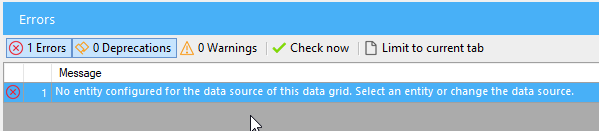 Errors
1 Errors 0 Deprecations 0 Warnings Check now Limit to current tab
Message
1 No entity configured for the data source of this data grid. Select an entity or change the data source.